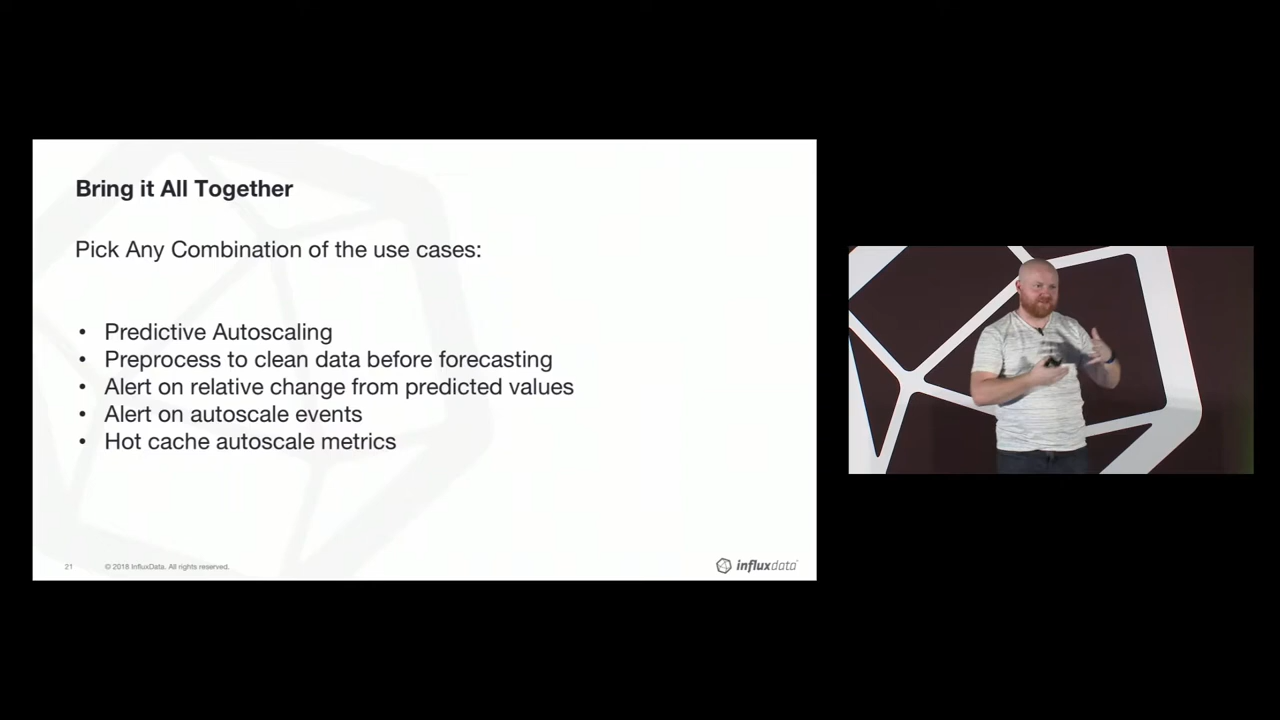 Bring it All Together
Pick Any Combination of the use cases:
• Predictive Autoscaling
• Preprocess to clean data before forecasting
• Alert on relative change from predicted values
• Alert on autoscale events
• Hot cache autoscale metrics
21
© 2018 InfluxData. All rights reserved.
influxdata